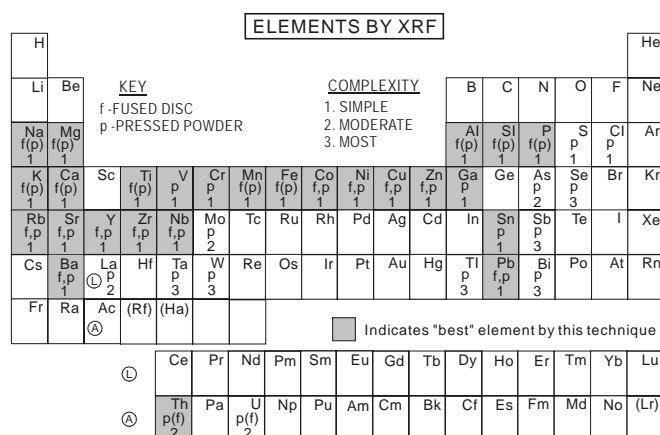 ELEMENTS BY XRF
H He
Li Be KEY COMPLEXITY B C N O F Ne
f -FUSED DISC 1. SIMPLE
p -PRESSED POWDER 2. MODERATE
3. MOST
Na Mg Al SI P S Cl Ar
f(p) f(p) f(p) f(p) f(p) p p
1 1 1 1 1 1 1
K Ca Sc Ti V Cr Mn Fe Co Ni Cu Zn Ga Ge As Se Br Kr
f(p) f(p) f(p) p p f(p) f(p) f,p f,p f,p f,p p p p
1 1 1 1 1 1 1 1 1 1 1 1 2 3
Rb Sr Y Zr Nb Mo Tc Ru Rh Pd Ag Cd In Sn Sb Te I Xe
f,p f,p f,p f,p f,p p p p
1 1 1 1 1 2 1 3
Cs Ba La Hf Ta W Re Os Ir Pt Au Hg Tl Pb Bi Po At Rn
f,p L p p p p f,p p
1 2 3 3 3 1 3
Fr Ra Ac (Rf) (Ha)
A Indicates "best" element by this technique
Ce Pr Nd Pm Sm Eu Gd Tb Dy Ho Er Tm Yb Lu
L
Th Pa U Np Pu Am Cm Bk Cf Es Fm Md No (Lr)
A p(f) p(f)
2 2